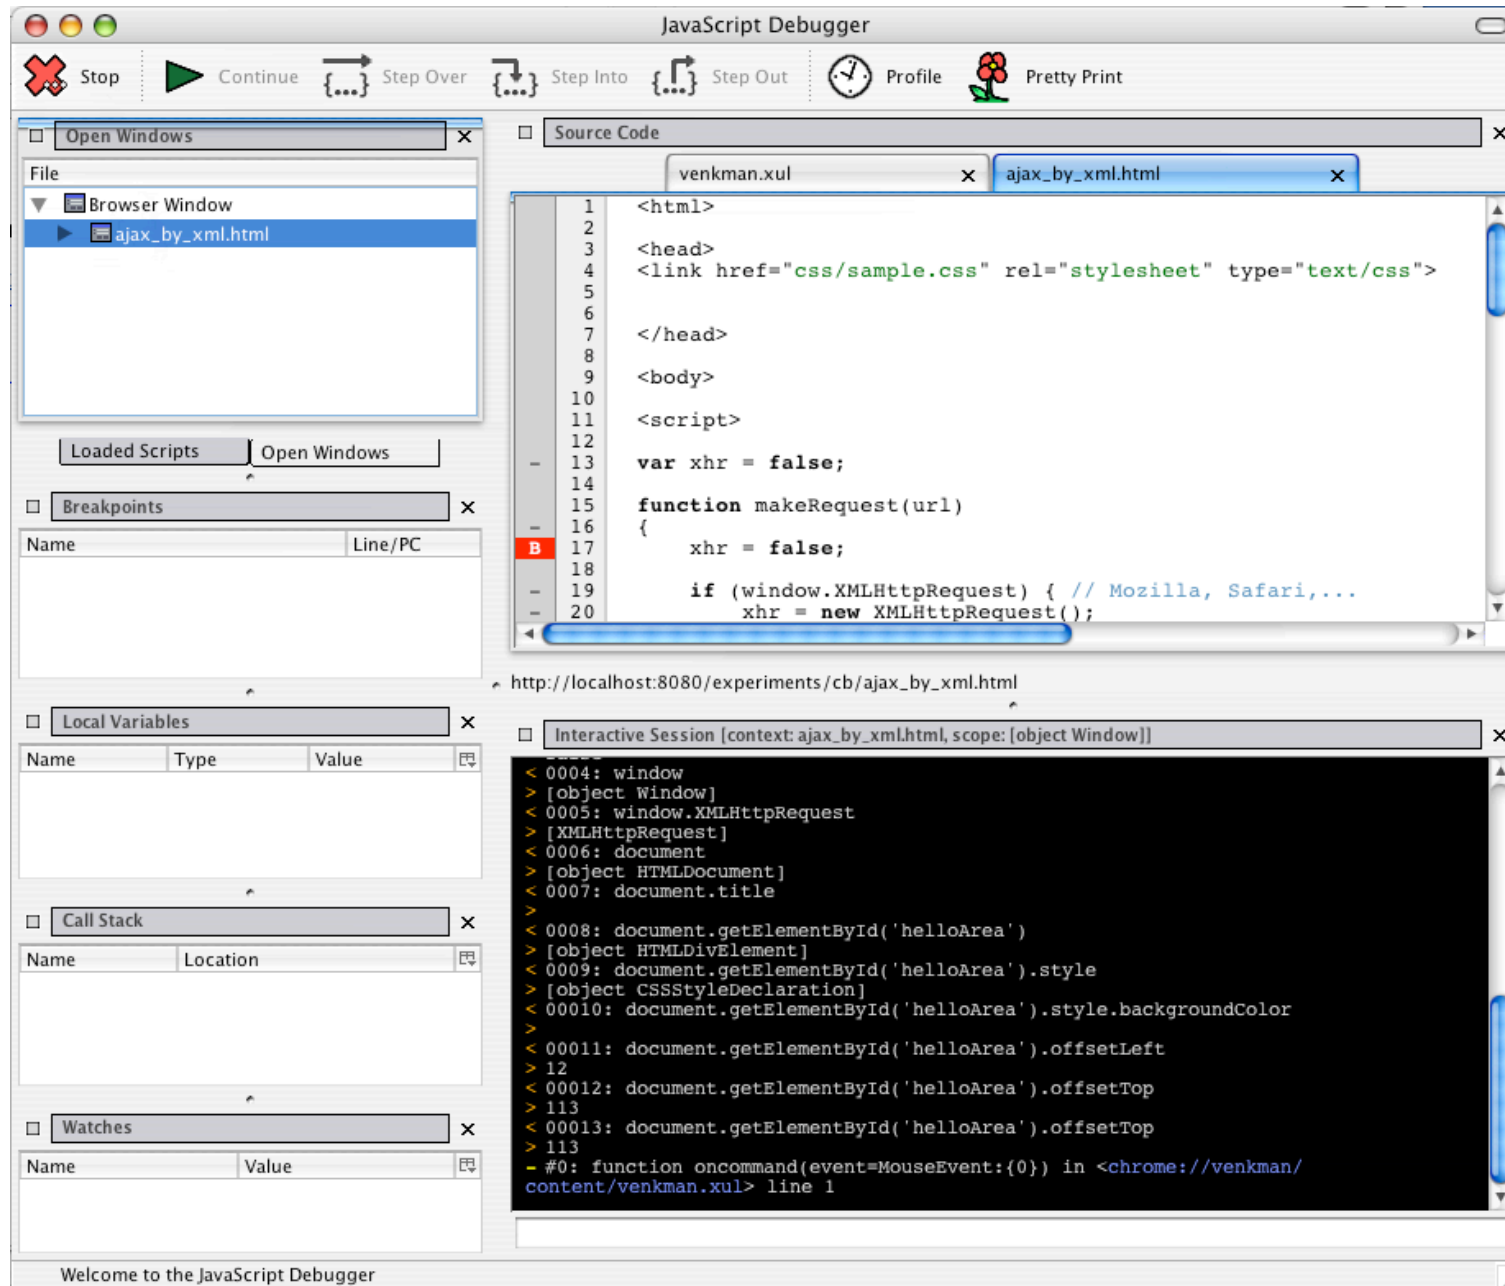 JavaScript Debugger
Stop Continue Step Over Step Into Step Out Profile Pretty Print
Open Windows
File
Browser Window
ajax_by_xml.html
Loaded Scripts Open Windows
Breakpoints
Name Line/PC
Local Variables
Name Type Value
Call Stack
Name Location
Watches
Name Value
Source Code
venkman.xul ajax_by_xml.html
1 <html>
2
3 <head>
4 <link href="css/sample.css" rel="stylesheet" type="text/css">
5
6
7 </head>
8
9 <body>
10
11 <script>
12
- 13 var xhr = false;
14
15 function makeRequest(url)
- 16 {
B 17 xhr = false;
18
- 19 if (window.XMLHttpRequest) { // Mozilla, Safari,...
- 20 xhr = new XMLHttpRequest();
http://localhost:8080/experiments/cb/ajax_by_xml.html
Interactive Session [context: ajax_by_xml.html, scope: [object Window]]
< 0004: window
> [object Window]
< 0005: window.XMLHttpRequest
> [XMLHttpRequest]
< 0006: document
> [object HTMLDocument]
< 0007: document.title
>
< 0008: document.getElementById('helloArea')
> [object HTMLDivElement]
< 0009: document.getElementById('helloArea').style
> [object CSSStyleDeclaration]
< 00010: document.getElementById('helloArea').style.backgroundColor
>
< 00011: document.getElementById('helloArea').offsetLeft
> 12
< 00012: document.getElementById('helloArea').offsetTop
> 113
< 00013: document.getElementById('helloArea').offsetTop
> 113
- #0: function oncommand(event=MouseEvent:{0}) in <chrome://venkman/
content/venkman.xul> line 1
Welcome to the JavaScript Debugger